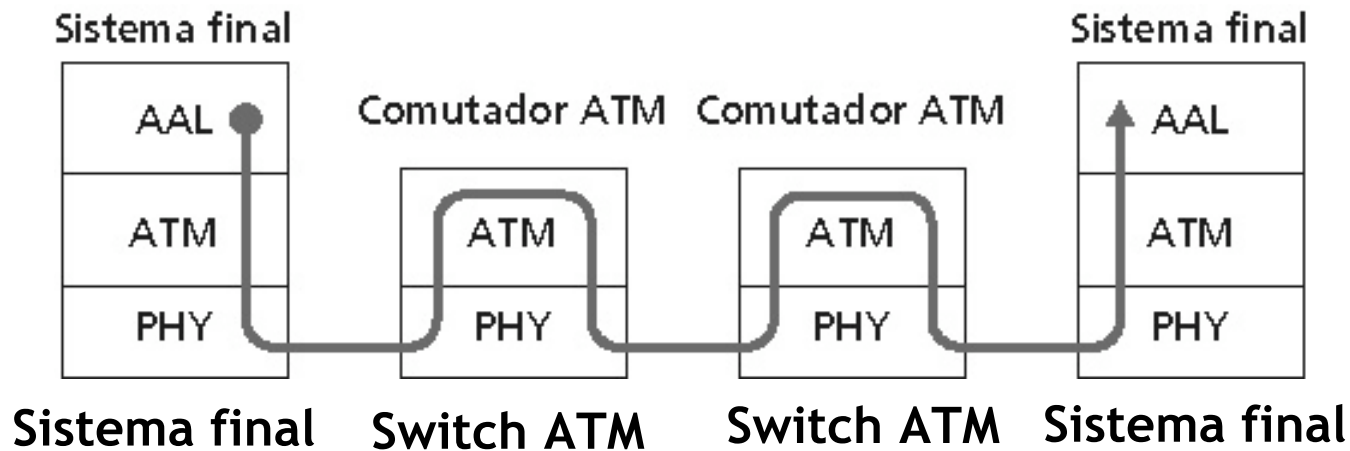 Sistema final
Sistema final
Comutador ATM
Comutador ATM
AAL
AAL
ATM
ATM
ATM
ATM
PHY
PHY
PHY
PHY
Sistema final
Switch ATM
Switch ATM
Sistema final